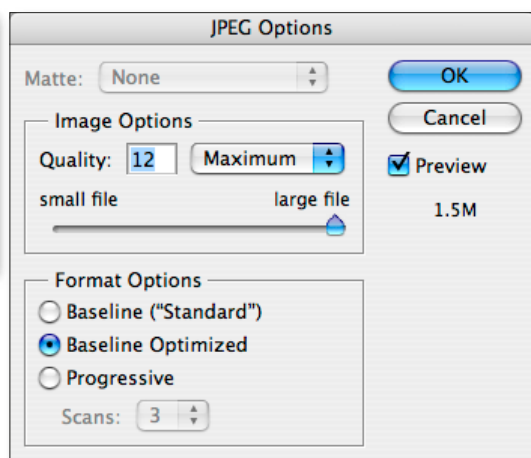 JPEG Options
Matte: None
OK
Image Options
Cancel
Quality: 12 Maximum
Preview
small file large file
1.5M
Format Options
Baseline (“Standard”)
Baseline Optimized
Progressive
Scans: 3